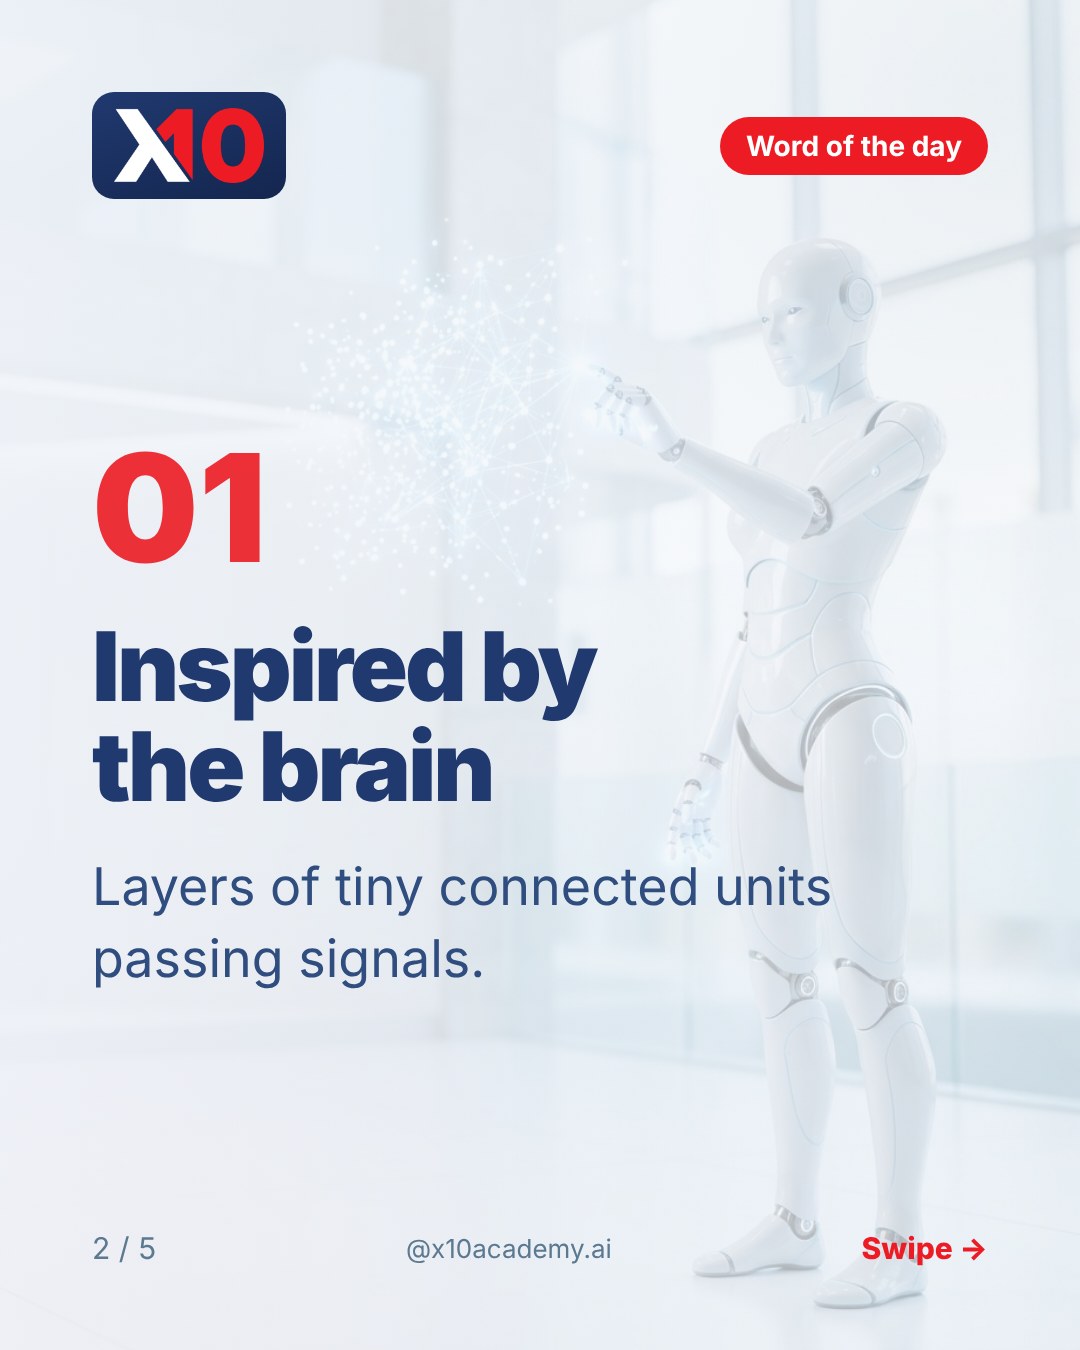 X10
Word of the day
01
Inspired by
the brain
Layers of tiny connected units
passing signals.
2 / 5
@x10academy.ai
Swipe →